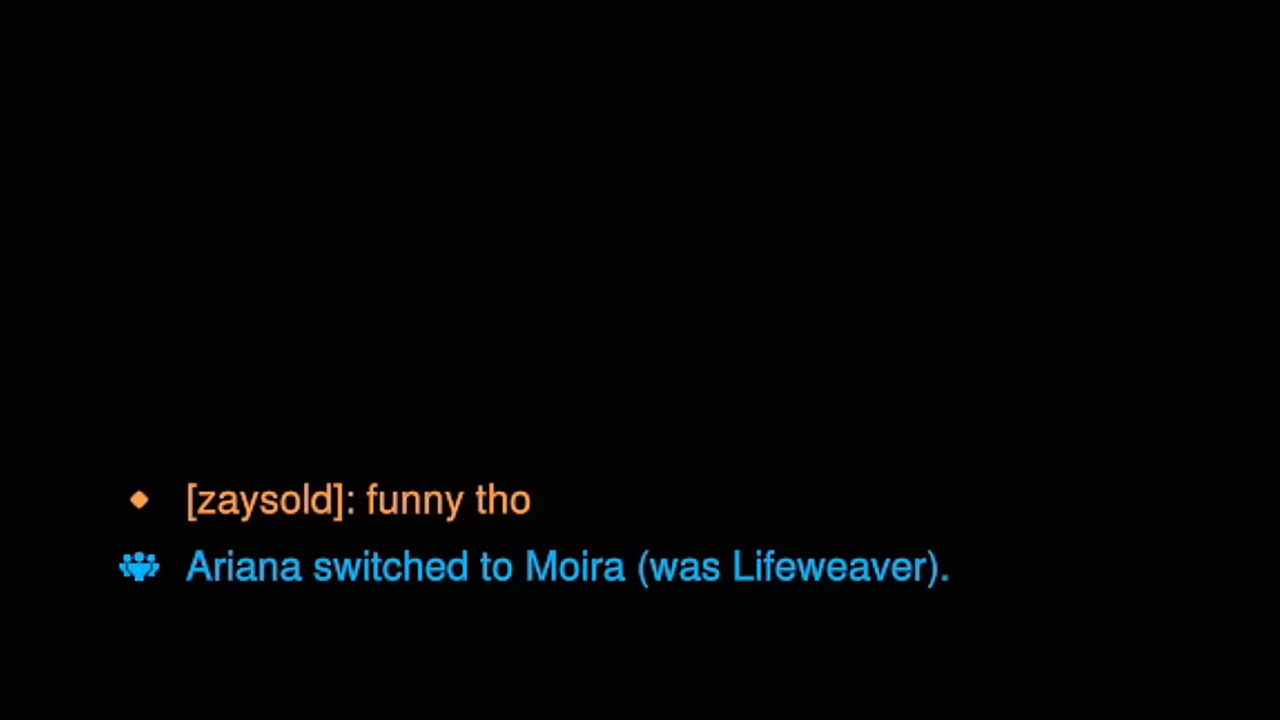 [zaysold]: funny tho
Ariana switched to Moira (was Lifeweaver).